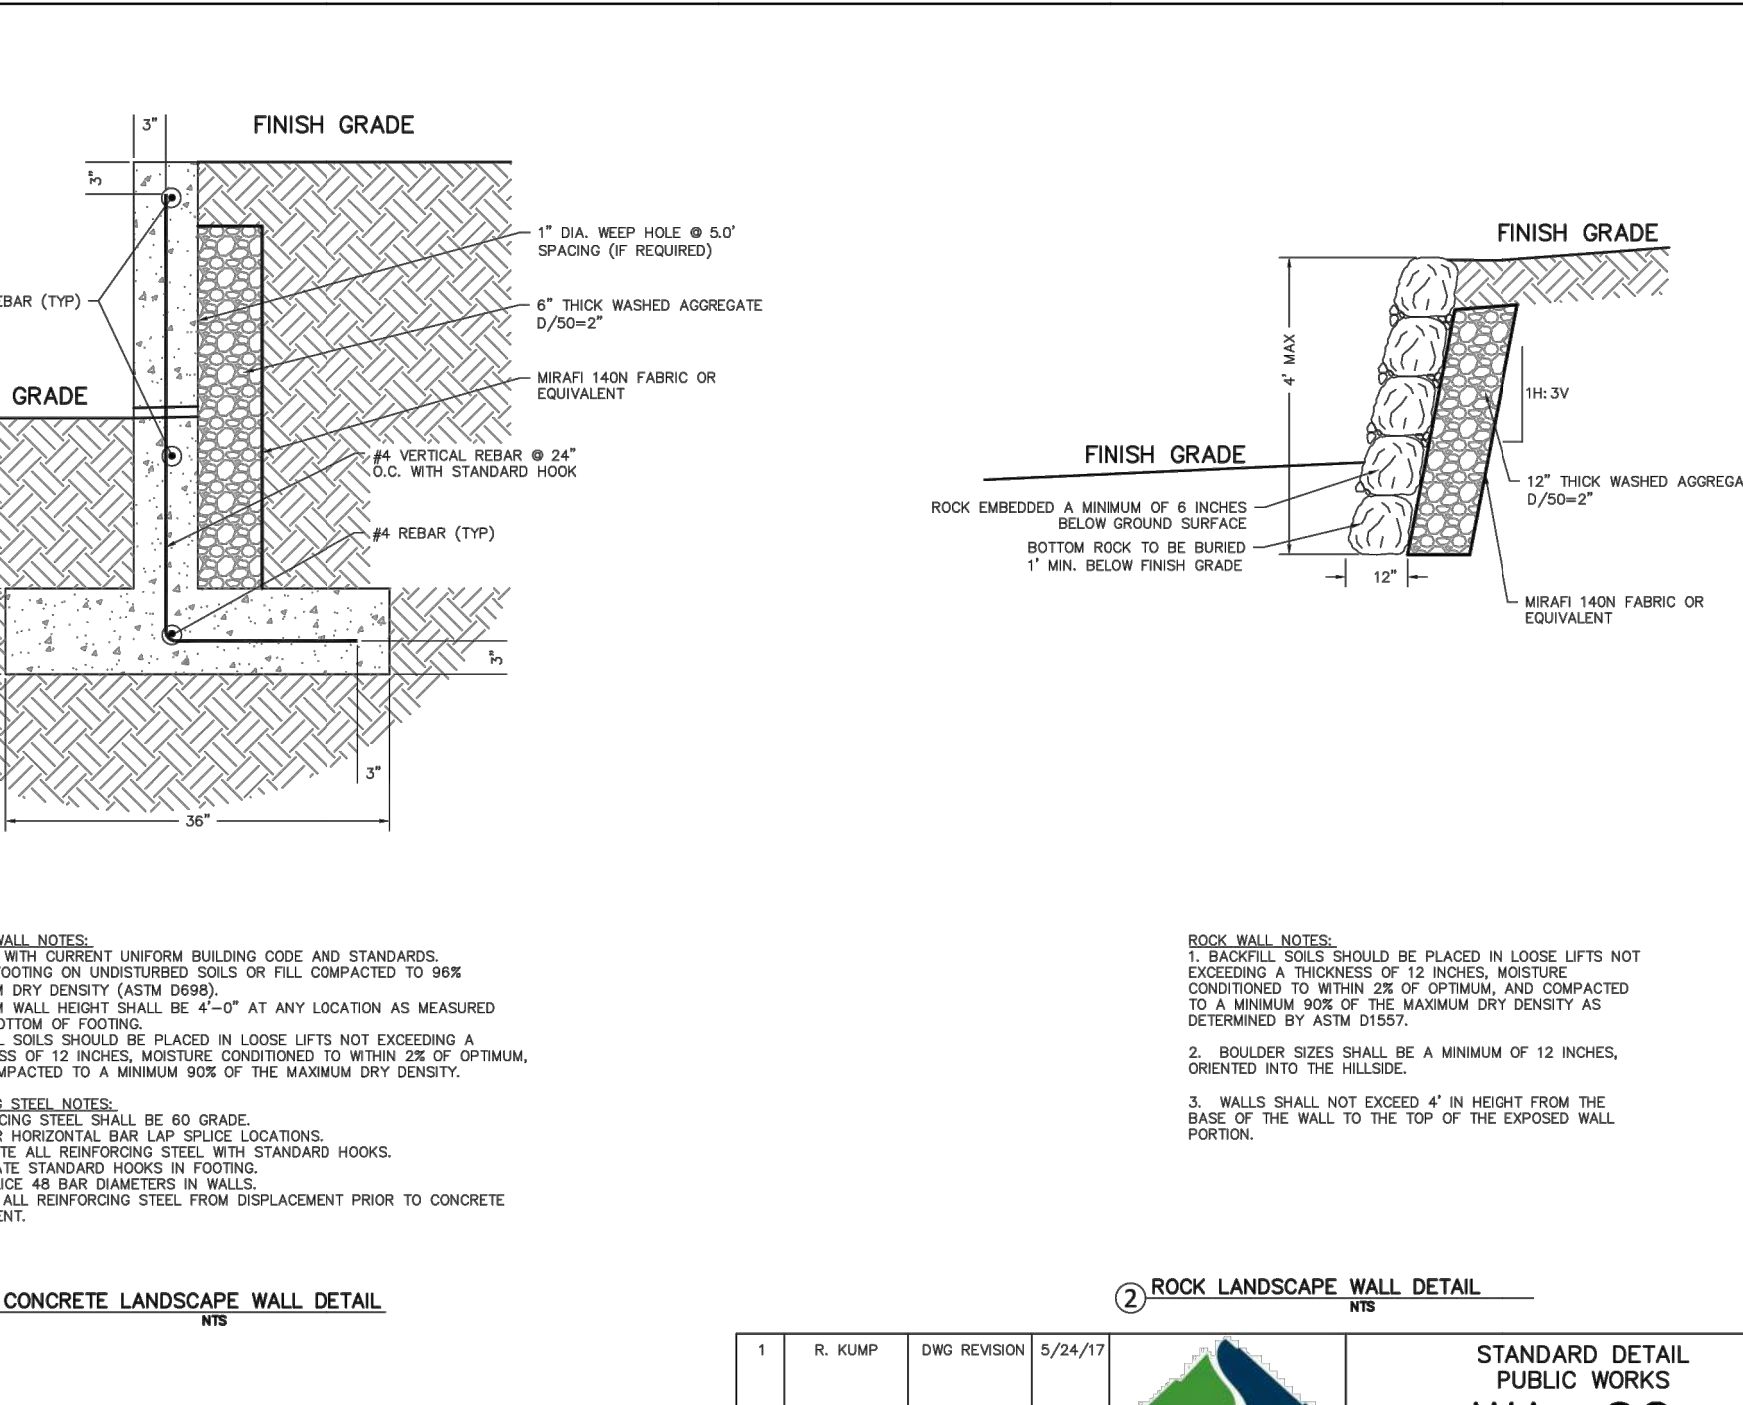 3"
FINISH GRADE
3"
1" DIA. WEEP HOLE @ 5.0'
SPACING (IF REQUIRED)
EBAR (TYP)
6" THICK WASHED AGGREGATE
D/50=2"
MIRAFI 140N FABRIC OR
EQUIVALENT
GRADE
#4 VERTICAL REBAR @ 24"
O.C. WITH STANDARD HOOK
#4 REBAR (TYP)
3"
3"
36"
FINISH GRADE
4' MAX
1H:3V
FINISH GRADE
12" THICK WASHED AGGREGA
D/50=2"
ROCK EMBEDDED A MINIMUM OF 6 INCHES
BELOW GROUND SURFACE
BOTTOM ROCK TO BE BURIED
1' MIN. BELOW FINISH GRADE
12"
MIRAFI 140N FABRIC OR
EQUIVALENT
WALL NOTES:
WITH CURRENT UNIFORM BUILDING CODE AND STANDARDS.
FOOTING ON UNDISTURBED SOILS OR FILL COMPACTED TO 96%
M DRY DENSITY (ASTM D698).
M WALL HEIGHT SHALL BE 4'-0" AT ANY LOCATION AS MEASURED
OTTOM OF FOOTING.
L SOILS SHOULD BE PLACED IN LOOSE LIFTS NOT EXCEEDING A
ESS OF 12 INCHES, MOISTURE CONDITIONED TO WITHIN 2% OF OPTIMUM,
MPACTED TO A MINIMUM 90% OF THE MAXIMUM DRY DENSITY.
G STEEL NOTES:
CING STEEL SHALL BE 60 GRADE.
R HORIZONTAL BAR LAP SPLICE LOCATIONS.
TE ALL REINFORCING STEEL WITH STANDARD HOOKS.
ATE STANDARD HOOKS IN FOOTING.
LICE 48 BAR DIAMETERS IN WALLS.
ALL REINFORCING STEEL FROM DISPLACEMENT PRIOR TO CONCRETE
ENT.
CONCRETE LANDSCAPE WALL DETAIL
NTS
ROCK WALL NOTES:
1. BACKFILL SOILS SHOULD BE PLACED IN LOOSE LIFTS NOT
EXCEEDING A THICKNESS OF 12 INCHES, MOISTURE
CONDITIONED TO WITHIN 2% OF OPTIMUM, AND COMPACTED
TO A MINIMUM 90% OF THE MAXIMUM DRY DENSITY AS
DETERMINED BY ASTM D1557.
2. BOULDER SIZES SHALL BE A MINIMUM OF 12 INCHES,
ORIENTED INTO THE HILLSIDE.
3. WALLS SHALL NOT EXCEED 4' IN HEIGHT FROM THE
BASE OF THE WALL TO THE TOP OF THE EXPOSED WALL
PORTION.
2 ROCK LANDSCAPE WALL DETAIL
NTS
1 R. KUMP DWG REVISION 5/24/17
STANDARD DETAIL
PUBLIC WORKS